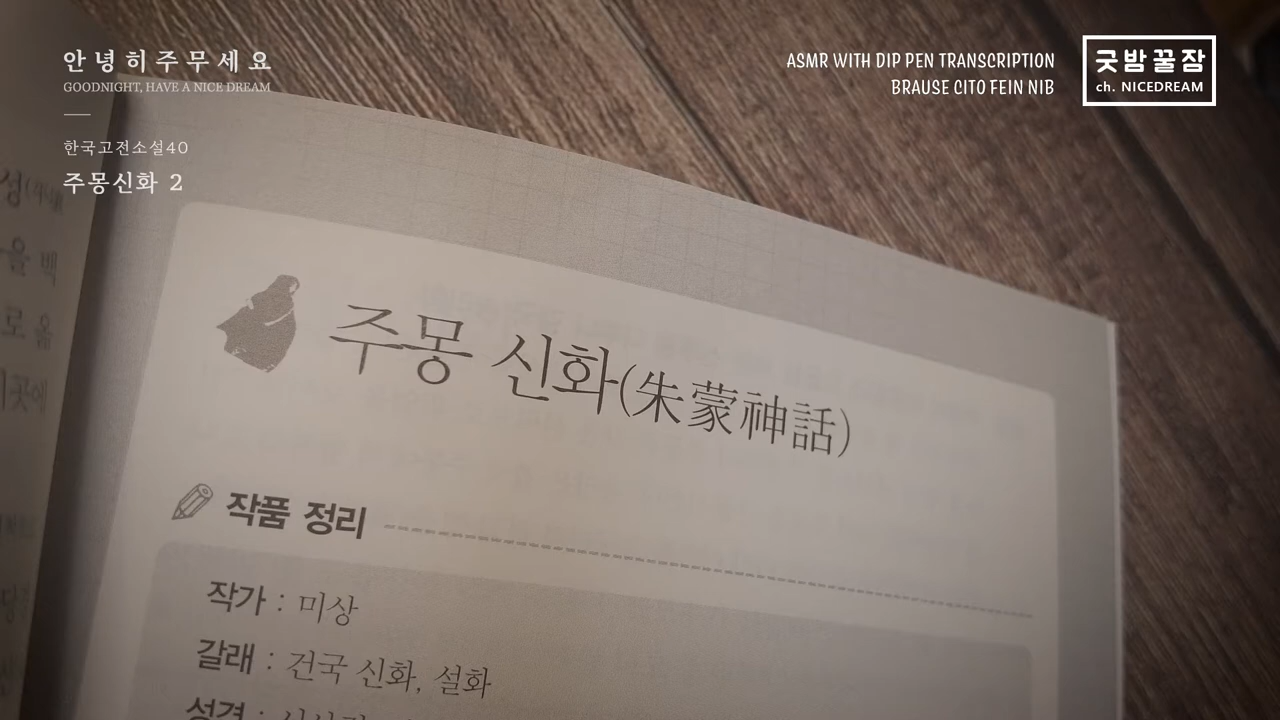 안녕히주무세요
GOODNIGHT, HAVE A NICE DREAM
한국고전소설40
주몽신화 2
ASMR WITH DIP PEN TRANSCRIPTION
BRAUSE CITO FEIN NIB
굿밤꿀잠
ch. NICEDREAM
주몽 신화(朱蒙神話)
작품 정리
작가 : 미상
갈래 : 건국 신화, 설화
성격 :